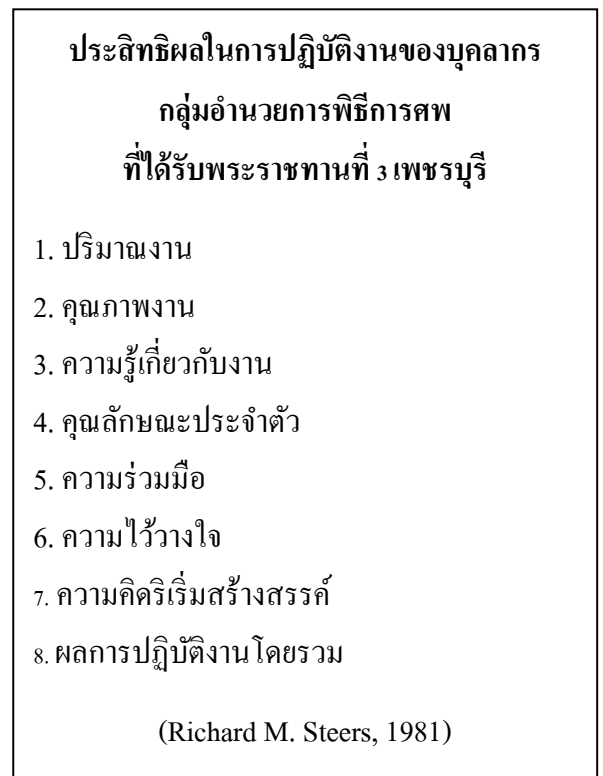 ประสิทธิผลในการปฏิบัติงานของบุคลากร
กลุ่มอำนวยการพิธีการศพ
ที่ได้รับพระราชทานที่ 3 เพชรบุรี
1. ปริมาณงาน
2. คุณภาพงาน
3. ความรู้เกี่ยวกับงาน
4. คุณลักษณะประจำตัว
5. ความร่วมมือ
6. ความไว้วางใจ
7. ความคิดริเริ่มสร้างสรรค์
8. ผลการปฏิบัติงานโดยรวม
(Richard M. Steers, 1981)